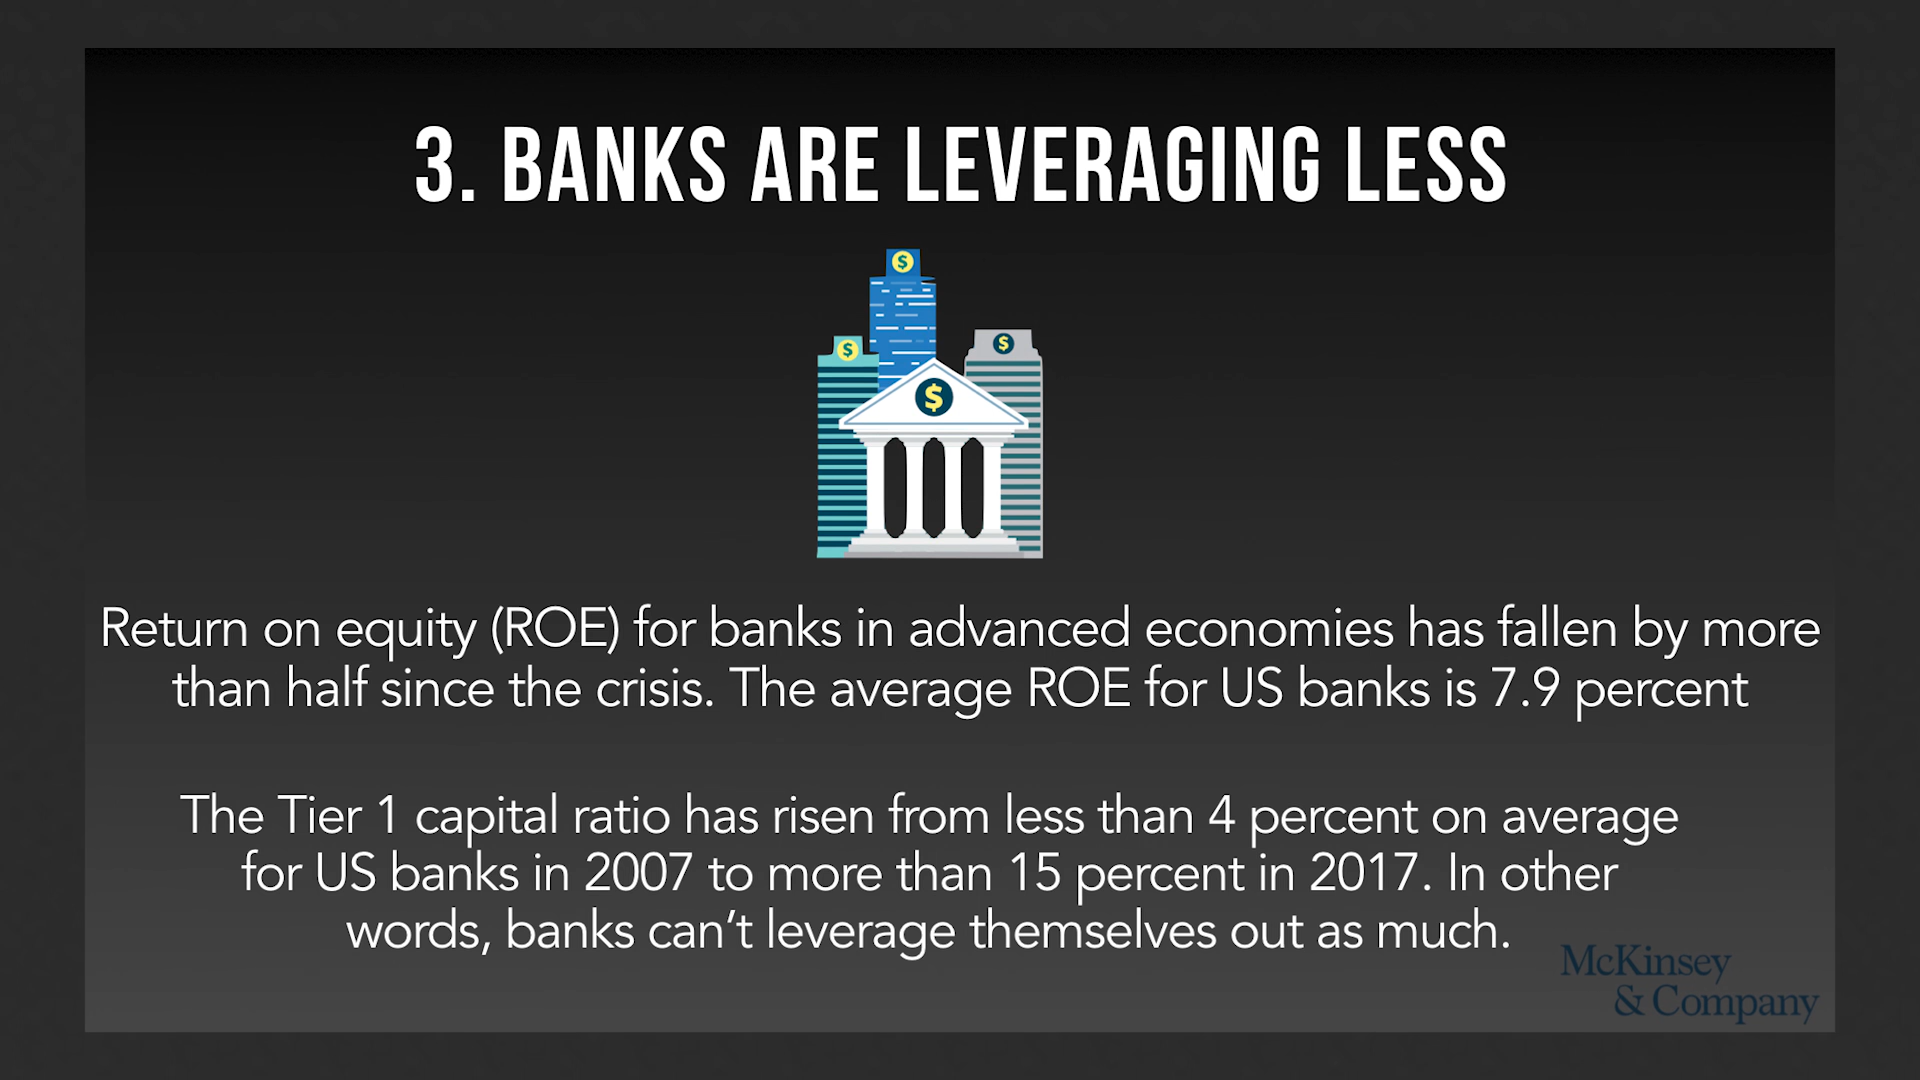 3. BANKS ARE LEVERAGING LESS
$
$
$
$
Return on equity (ROE) for banks in advanced economies has fallen by more
than half since the crisis. The average ROE for US banks is 7.9 percent
The Tier 1 capital ratio has risen from less than 4 percent on average
for US banks in 2007 to more than 15 percent in 2017. In other
words, banks can’t leverage themselves out as much.
McKinsey
& Company